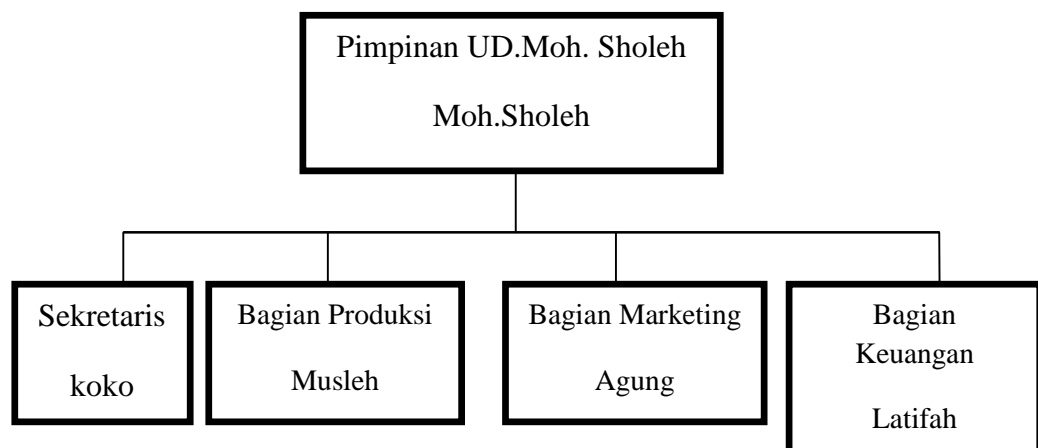 Pimpinan UD.Moh. Sholeh
Moh.Sholeh
Sekretaris
koko
Bagian Produksi
Musleh
Bagian Marketing
Agung
Bagian
Keuangan
Latifah